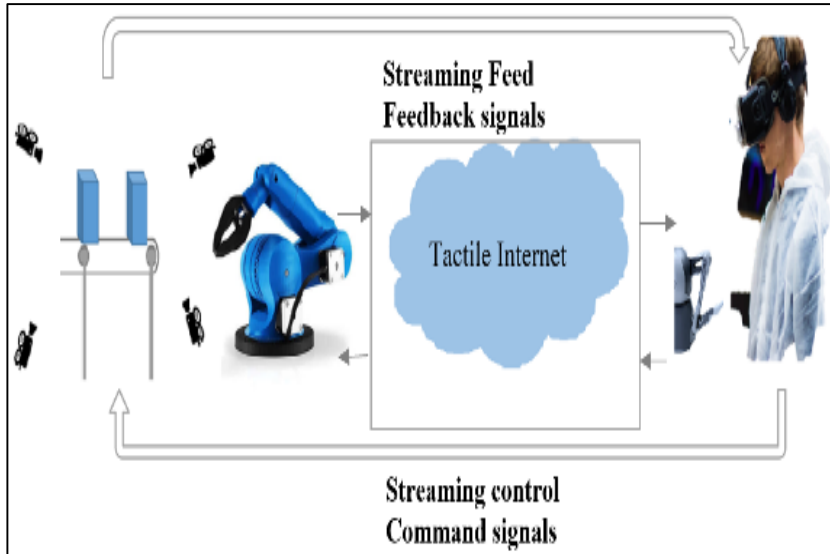 Streaming Feed
Feedback signals
Tactile Internet
Streaming control
Command signals